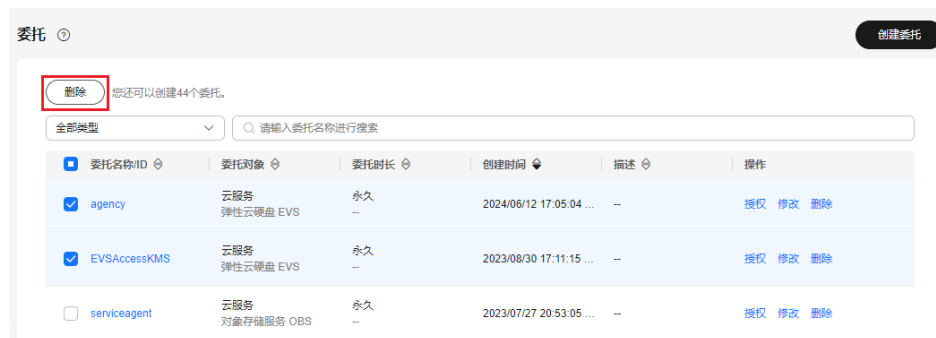 委托
创建委托
删除 您还可以创建44个委托。
全部类型 请输入委托名称进行搜索
委托名称/ID 委托对象 委托时长 创建时间 描述 操作
agency 云服务 永久 2024/06/12 17:05:04 ... -- 授权 修改 删除
弹性云硬盘 EVS --
EVSAccessKMS 云服务 永久 2023/08/30 17:11:15 ... -- 授权 修改 删除
弹性云硬盘 EVS --
serviceagent 云服务 永久 2023/07/27 20:53:05 ... -- 授权 修改 删除
对象存储服务 OBS --